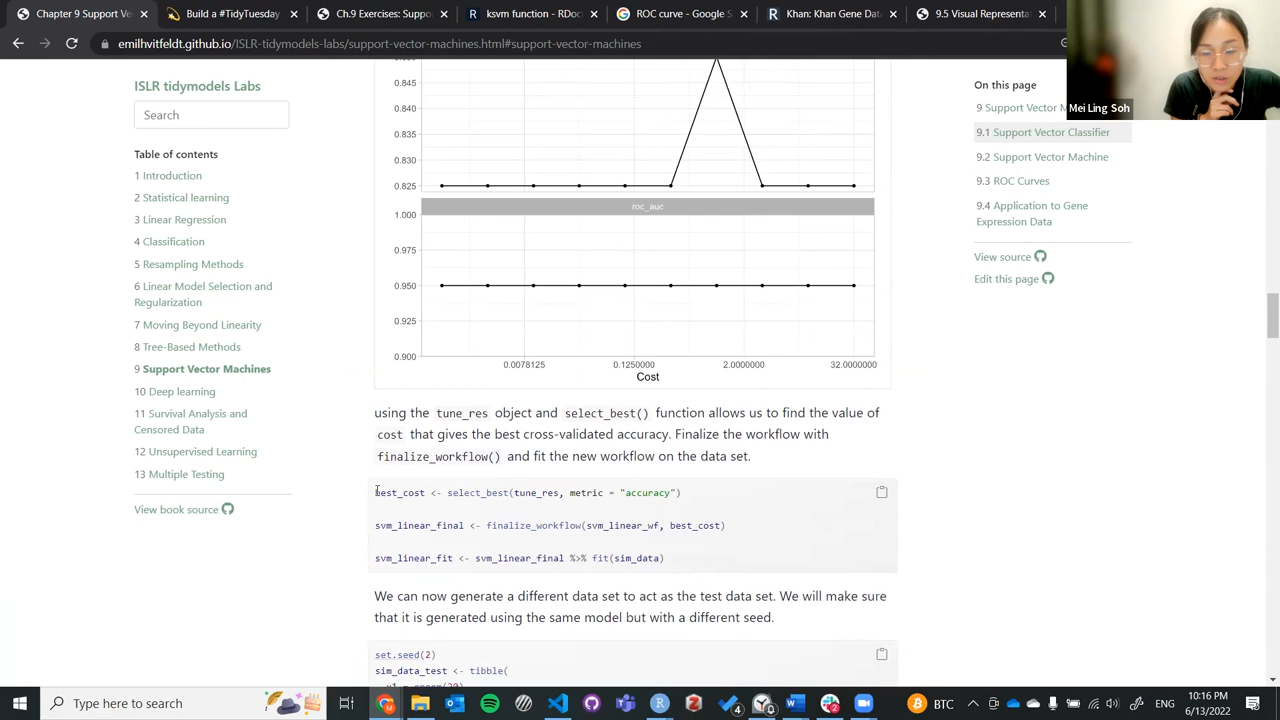 Chapter 9 Sup
Ch.9 Exercises: Supp
ksvm function - RDoc
ROC curve - Google S
Khan: Khan Gene Dat
9.5 Visual Representat
emilhvitfeldt.github.io/ISLR-tidymodels-labs/support-vector-machines.html#support-vector-machines
Mei Ling Soh
ISLR tidymodels Labs
Search
Table of contents
1 Introduction
2 Statistical learning
3 Linear Regression
4 Classification
5 Resampling Methods
6 Linear Model Selection and
Regularization
7 Moving Beyond Linearity
8 Tree-Based Methods
9 Support Vector Machines
10 Deep learning
11 Survival Analysis and
Censored Data
12 Unsupervised Learning
13 Multiple Testing
View book source
0.845
0.840
0.835
0.830
0.825
roc_auc
1.000
0.975
0.950
0.925
0.900
0.0078125 0.1250000 2.0000000 32.0000000
Cost
using the tune_res object and select_best() function allows us to find the value of
cost that gives the best cross-validated accuracy. Finalize the workflow with
finalize_workflow() and fit the new workflow on the data set.
best_cost <- select_best(tune_res, metric = "accuracy")
svm_linear_final <- finalize_workflow(svm_linear_wf, best_cost)
svm_linear_fit <- svm_linear_final %>% fit(sim_data)
We can now generate a different data set to act as the test data set. We will make sure
that it is generated using the same model but with a different seed.
set.seed(2)
sim_data_test <- tibble(
On this page
9 Support Vector M
9.1 Support Vector Classifier
9.2 Support Vector Machine
9.3 ROC Curves
9.4 Application to Gene
Expression Data
View source
Edit this page
Type here to search
4
0
2
BTC
ENG
10:16 PM
6/13/2022